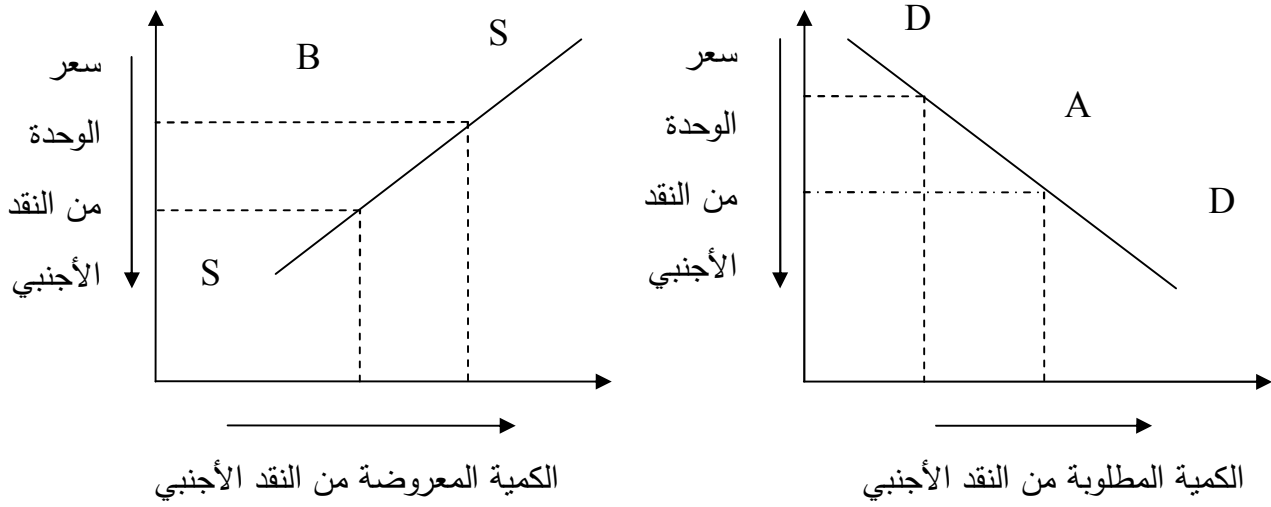 D
A
D
سعر
الوحدة
من النقد
الأجنبي
الكمية المطلوبة من النقد الأجنبي
S
B
S
سعر
الوحدة
من النقد
الأجنبي
الكمية المعروضة من النقد الأجنبي